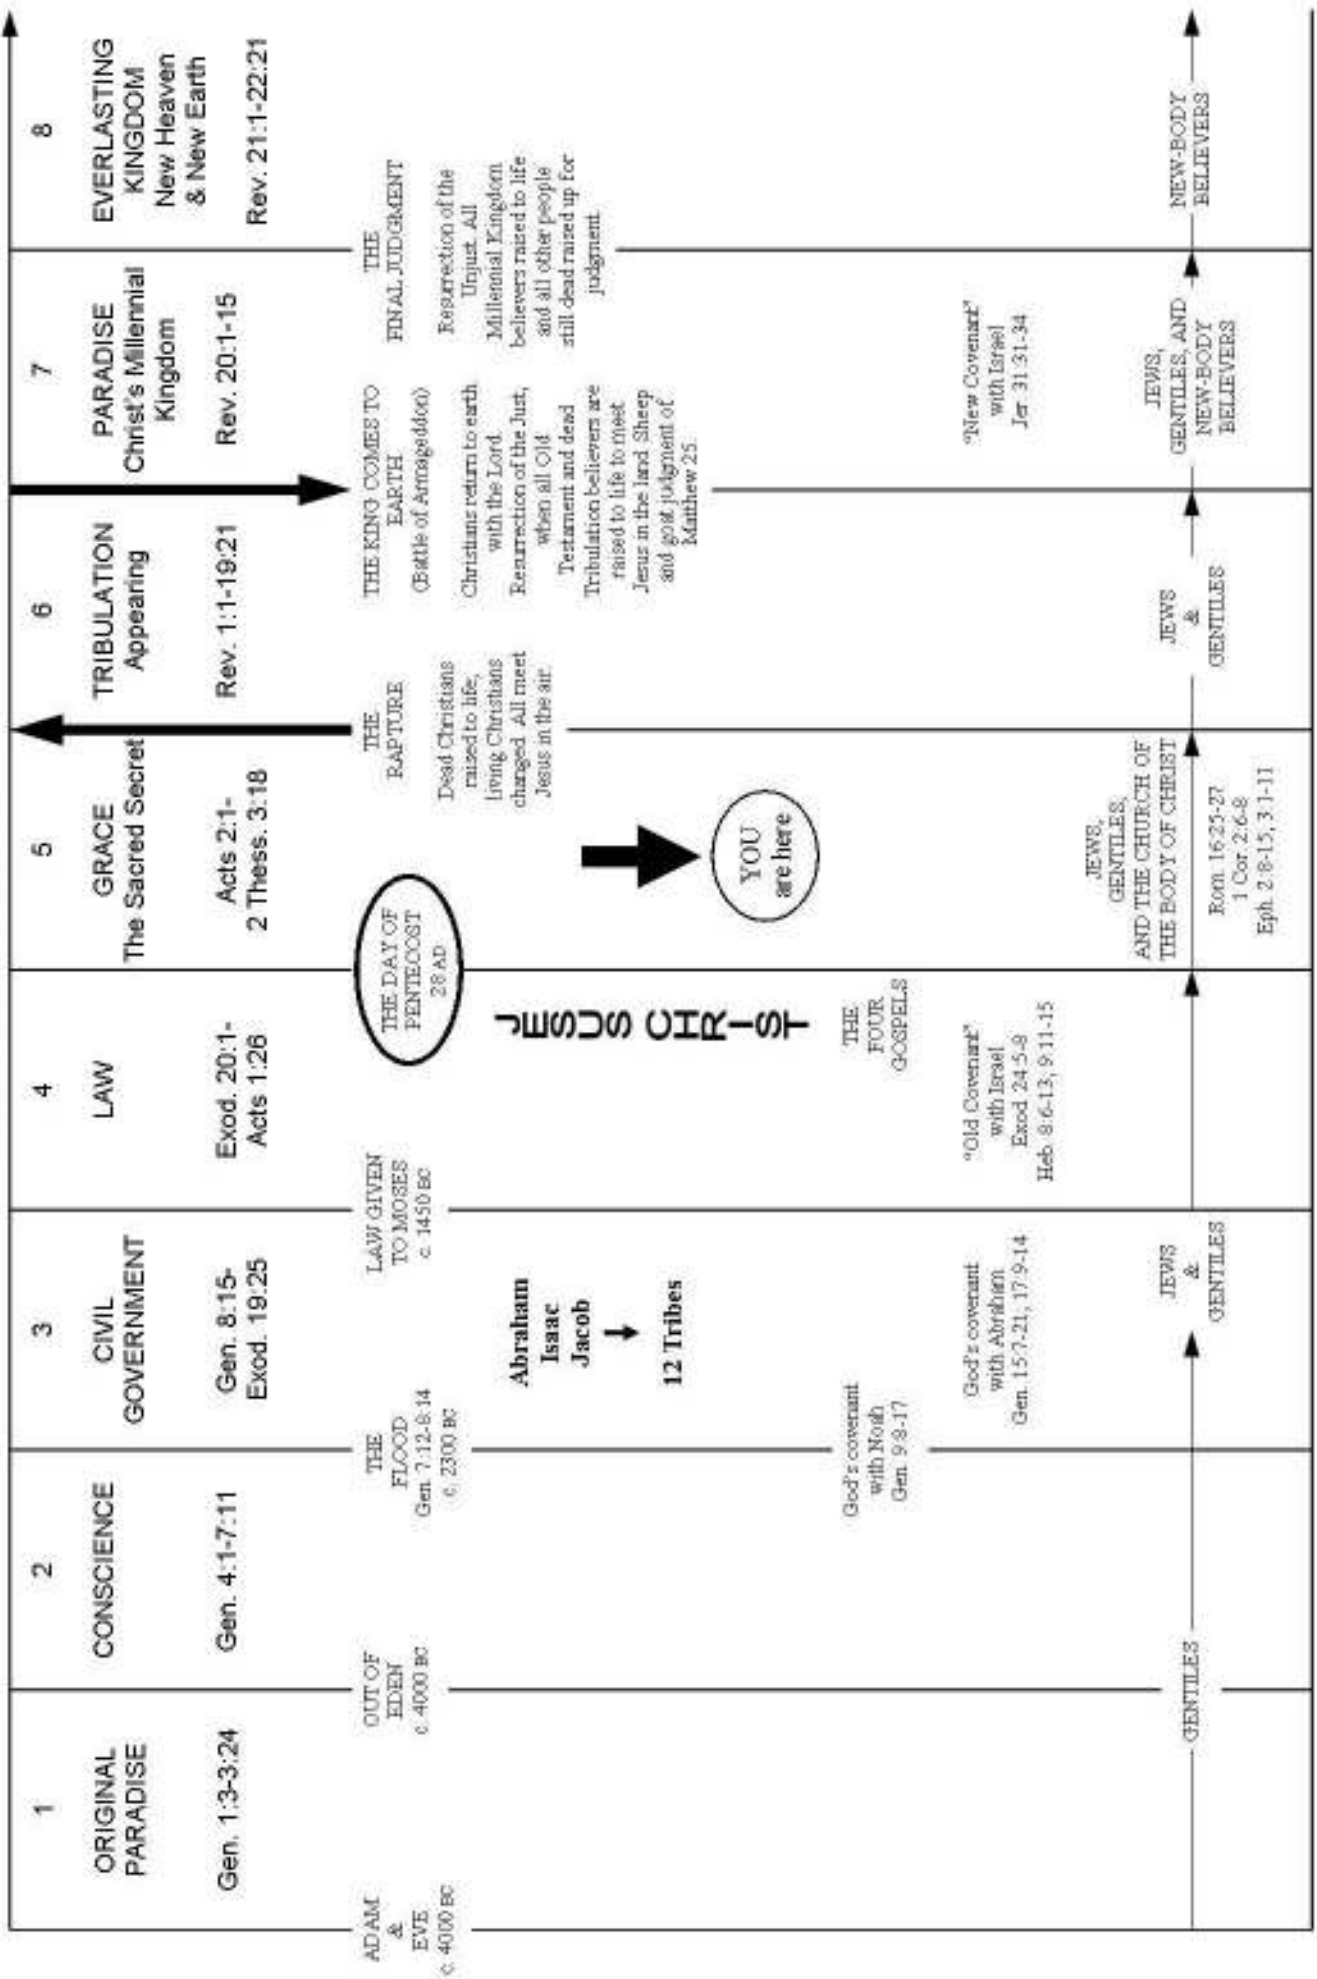 1
ORIGINAL
PARADISE
Gen. 1:3-3:24
2
CONSCIENCE
Gen. 4:1-7:11
3
CIVIL
GOVERNMENT
Gen. 8:15-
Exod. 19:25
4
LAW
Exod. 20:1-
Acts 1:26
5
GRACE
The Sacred Secret
Acts 2:1-
2 Thess. 3:18
6
TRIBULATION
Appearing
Rev. 1:1-19:21
7
PARADISE
Christ's Millennial
Kingdom
Rev. 20:1-15
8
EVERLASTING
KINGDOM
New Heaven
& New Earth
Rev. 21:1-22:21
ADAM
&
EVE
c. 4000 BC
OUT OF
EDEN
c. 4000 BC
THE
FLOOD
Gen. 7:12-8:14
c. 2300 BC
LAW GIVEN
TO MOSES
c. 1450 BC
THE DAY OF
PENTECOST
28 AD
THE
RAPTURE
Dead Christians
raised to life,
living Christians
changed. All meet
Jesus in the air.
THE KING COMES TO
EARTH
(Battle of Armageddon)
Christians return to earth
with the Lord.
Resurrection of the Just,
when all Old
Testament and dead
Tribulation believers are
raised to life to meet
Jesus in the land. Sheep
and goat judgment of
Matthew 25.
THE
FINAL JUDGMENT
Resurrection of the
Unjust. All
Millennial Kingdom
believers raised to life
and all other people
still dead raised up for
judgment.
Abraham
Isaac
Jacob
12 Tribes
JESUS CHRIST
YOU
are here
God's covenant
with Noah
Gen. 9:8-17
THE
FOUR
GOSPELS
God's covenant
with Abraham
Gen. 15:7-21; 17:9-14
"Old Covenant"
with Israel
Exod. 24:5-8
Heb. 8:6-13; 9:11-15
"New Covenant"
with Israel
Jer. 31:31-34
GENTILES
JEWS
&
GENTILES
JEWS,
GENTILES,
AND THE CHURCH OF
THE BODY OF CHRIST
Rom. 16:25-27
1 Cor. 2:6-8
Eph. 2:8-15, 3:1-11
JEWS
&
GENTILES
JEWS,
GENTILES, AND
NEW-BODY
BELIEVERS
NEW-BODY
BELIEVERS